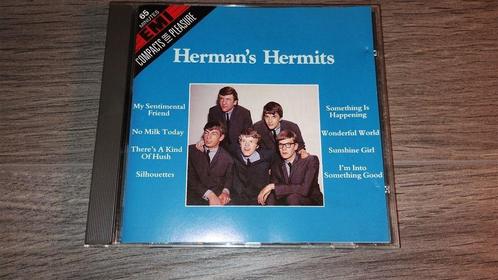 65
MINUTES
EMI
COMPACTS FOR PLEASURE
Herman's Hermits
My Sentimental
Friend
No Milk Today
There's A Kind
Of Hush
Silhouettes
Something Is
Happening
Wonderful World
Sunshine Girl
I'm Into
Something Good